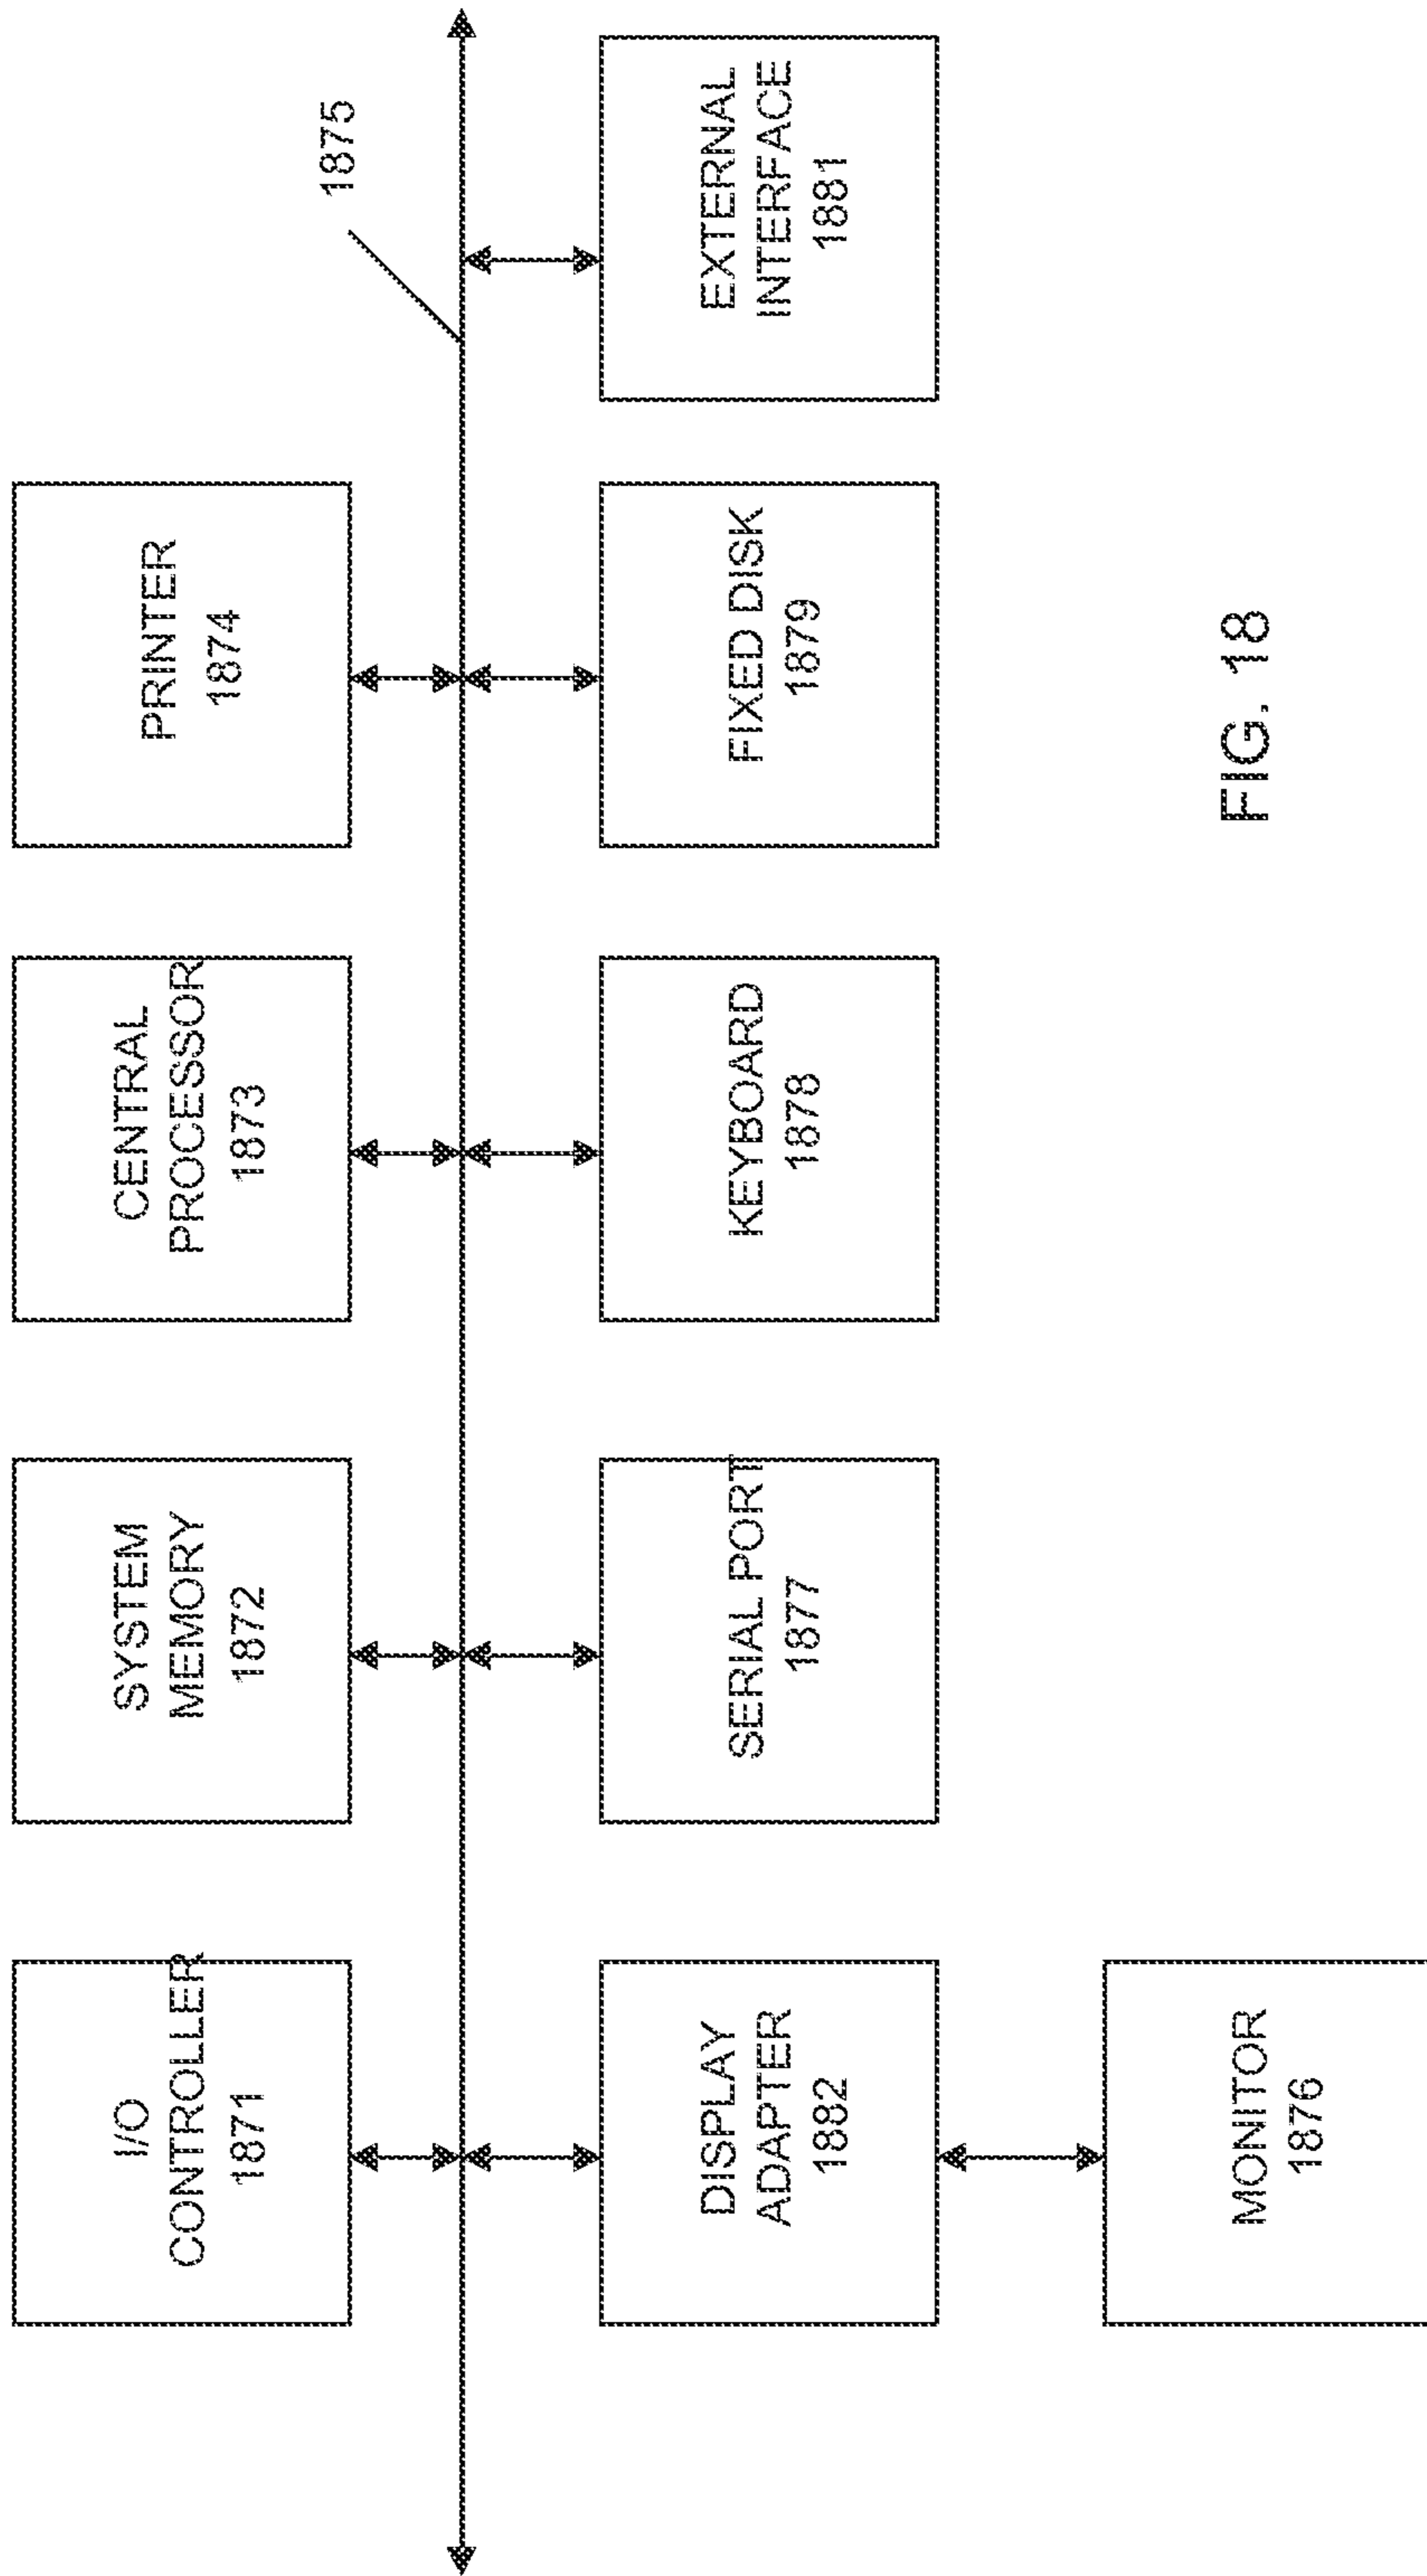 I/O
CONTROLLER
1871
SYSTEM
MEMORY
1872
CENTRAL
PROCESSOR
1873
PRINTER
1874
1875
DISPLAY
ADAPTER
1882
SERIAL PORT
1877
KEYBOARD
1878
FIXED DISK
1879
EXTERNAL
INTERFACE
1881
MONITOR
1876
FIG. 18